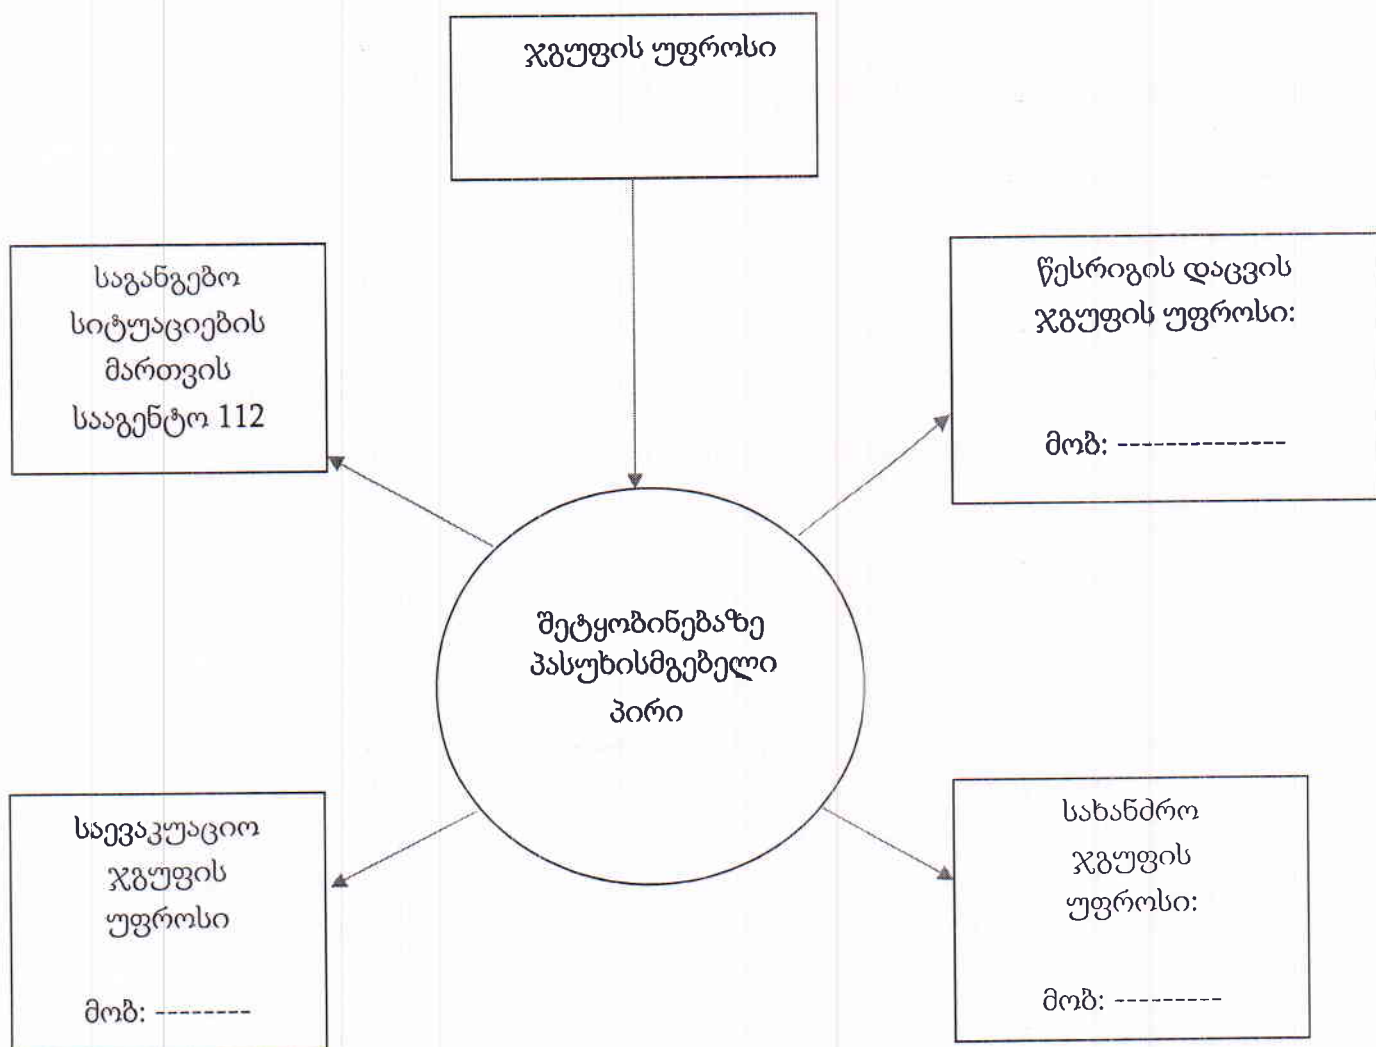 ჯგუფის უფროსი
საგანგებო
სიტუაციების
მართვის
სააგენტო 112
წესრიგის დაცვის
ჯგუფის უფროსი:
მობ: --------------
შეტყობინებაზე
პასუხისმგებელი
პირი
საევაკუაციო
ჯგუფის
უფროსი
მობ: --------
სახანძრო
ჯგუფის
უფროსი:
მობ: ---------